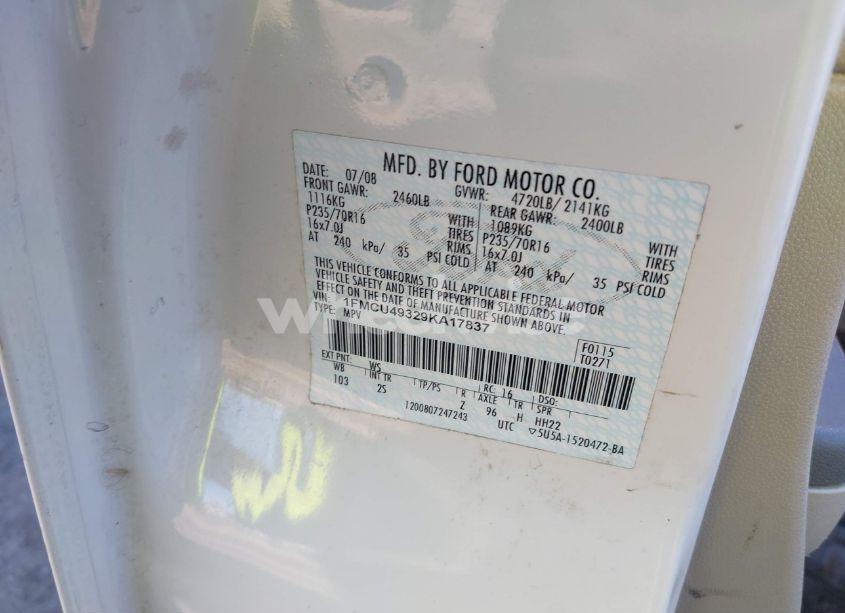 MFD. BY FORD MOTOR CO.
DATE: 07/08 GVWR: 4720LB/ 2141KG
FRONT GAWR: 2460LB REAR GAWR: 2400LB
1116KG WITH 1089KG WITH
P235/70R16 TIRES P235/70R16 TIRES
16x7.0J RIMS 16x7.0J RIMS
AT 240 kPa/ 35 PSI COLD AT 240 kPa/ 35 PSI COLD
THIS VEHICLE CONFORMS TO ALL APPLICABLE FEDERAL MOTOR
VEHICLE SAFETY AND THEFT PREVENTION STANDARDS IN
EFFECT ON THE DATE OF MANUFACTURE SHOWN ABOVE.
VIN: 1FMCU49329KA17837
TYPE: MPV
F0115
T0271
EXT PNT: WS RC: 16 DSO:
WB INT TR TP/PS R AXLE TR SPR
103 25 Z 96 H HH22
1200807247243 UTC ▽5U5A-1520472-BA